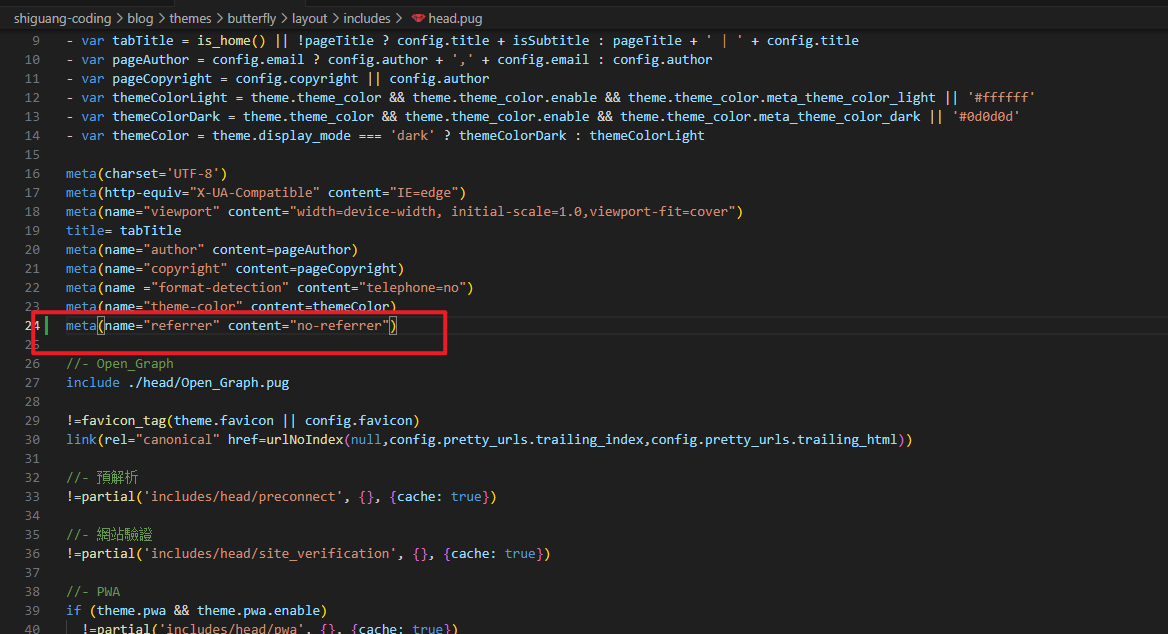 shiguang-coding > blog > themes > butterfly > layout > includes > head.pug
9 - var tabTitle = is_home() || !pageTitle ? config.title + isSubtitle : pageTitle + ' | ' + config.title
10 - var pageAuthor = config.email ? config.author + ',' + config.email : config.author
11 - var pageCopyright = config.copyright || config.author
12 - var themeColorLight = theme.theme_color && theme.theme_color.enable && theme.theme_color.meta_theme_color_light || '#ffffff'
13 - var themeColorDark = theme.theme_color && theme.theme_color.enable && theme.theme_color.meta_theme_color_dark || '#0d0d0d'
14 - var themeColor = theme.display_mode === 'dark' ? themeColorDark : themeColorLight
15
16 meta(charset='UTF-8')
17 meta(http-equiv="X-UA-Compatible" content="IE=edge")
18 meta(name="viewport" content="width=device-width, initial-scale=1.0,viewport-fit=cover")
19 title= tabTitle
20 meta(name="author" content=pageAuthor)
21 meta(name="copyright" content=pageCopyright)
22 meta(name ="format-detection" content="telephone=no")
23 meta(name="theme-color" content=themeColor)
24 meta(name="referrer" content="no-referrer")
25
26 //- Open_Graph
27 include ./head/Open_Graph.pug
28
29 !=favicon_tag(theme.favicon || config.favicon)
30 link(rel="canonical" href=urlNoIndex(null,config.pretty_urls.trailing_index,config.pretty_urls.trailing_html))
31
32 //- 預解析
33 !=partial('includes/head/preconnect', {}, {cache: true})
34
35 //- 網站驗證
36 !=partial('includes/head/site_verification', {}, {cache: true})
37
38 //- PWA
39 if (theme.pwa && theme.pwa.enable)
40 !=partial('includes/head/pwa', {}, {cache: true})